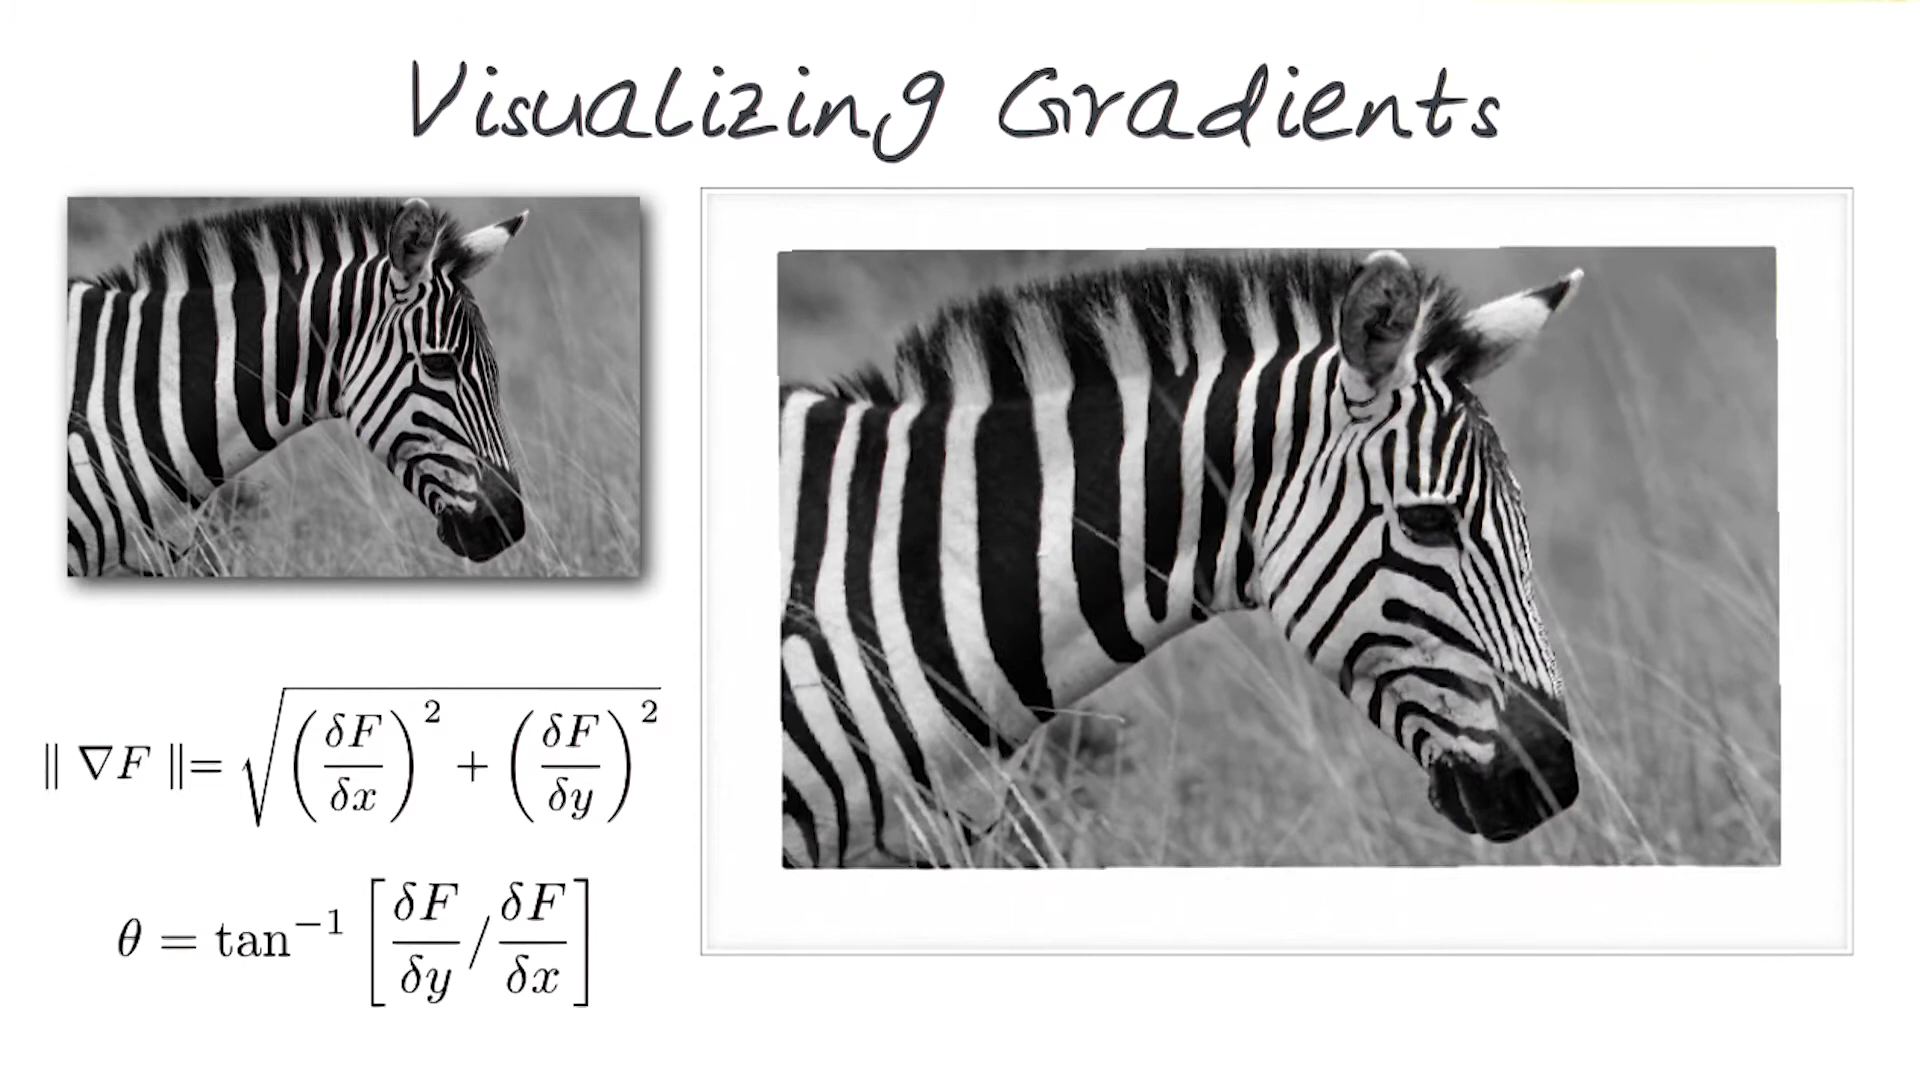 Visualizing Gradients
‖ ∇F ‖= √((δF/δx)² + (δF/δy)²)
θ = tan⁻¹ [δF/δy / δF/δx]